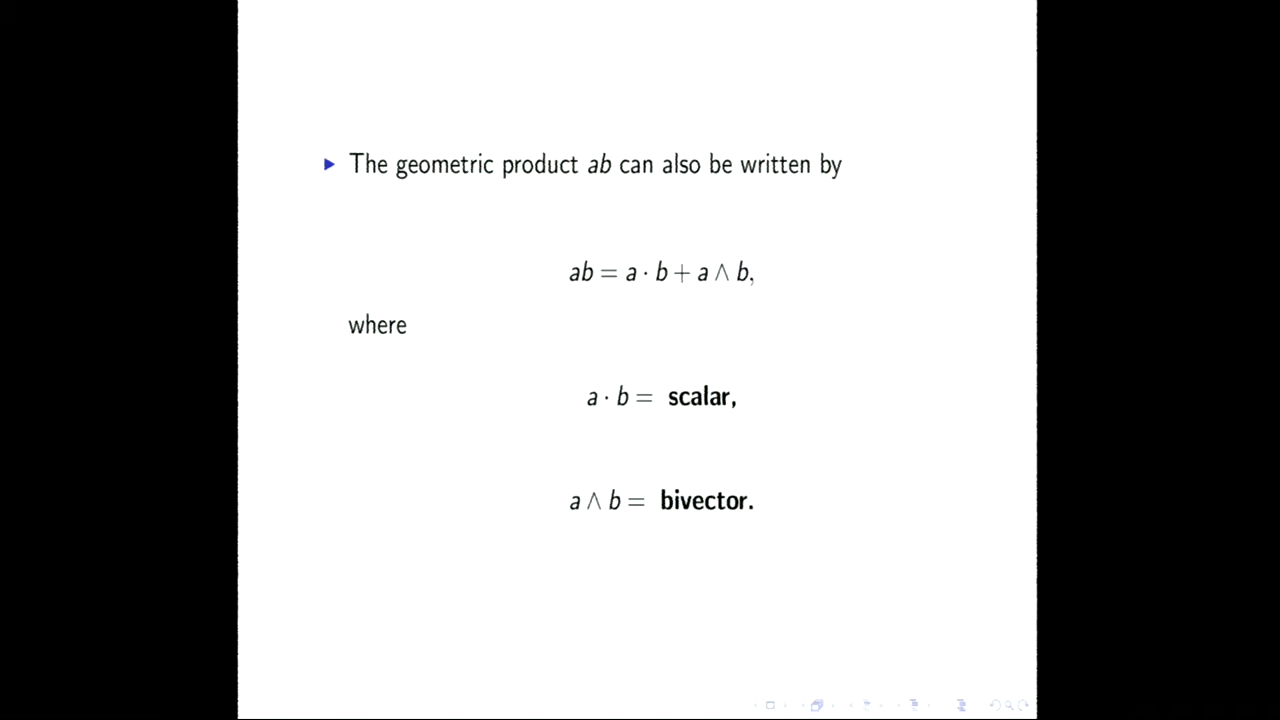 The geometric product ab can also be written by
ab = a · b + a ∧ b,
where
a · b = scalar,
a ∧ b = bivector.